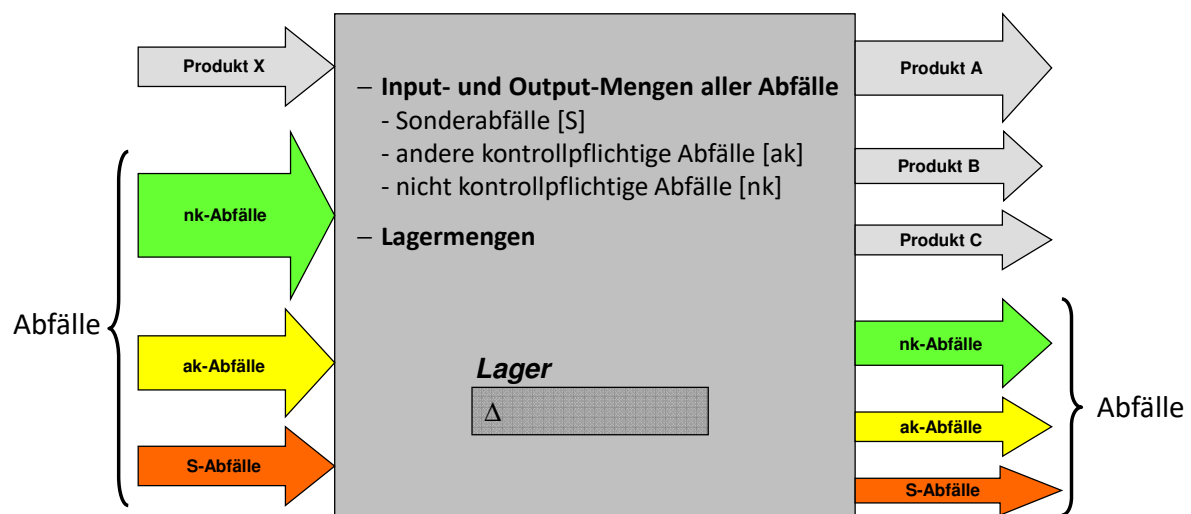 Produkt X
nk-Abfälle
ak-Abfälle
S-Abfälle
Abfälle
– Input- und Output-Mengen aller Abfälle
- Sonderabfälle [S]
- andere kontrollpflichtige Abfälle [ak]
- nicht kontrollpflichtige Abfälle [nk]
– Lagermengen
Lager
Δ
Produkt A
Produkt B
Produkt C
nk-Abfälle
ak-Abfälle
S-Abfälle
Abfälle